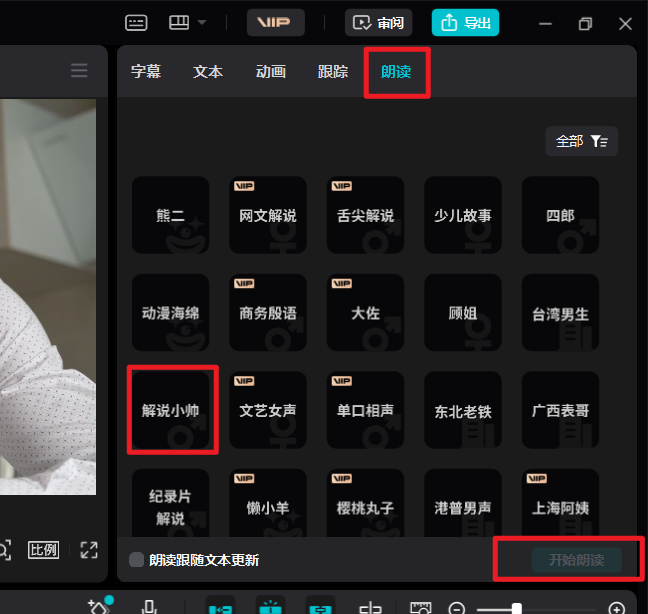 VIP
审阅
导出
字幕
文本
动画
跟踪
朗读
全部
熊二
VIP
网文解说
VIP
舌尖解说
少儿故事
四郎
动漫海绵
VIP
商务殷语
VIP
大佐
顾姐
台湾男生
解说小帅
VIP
文艺女声
VIP
单口相声
东北老铁
广西表哥
纪录片
解说
VIP
懒小羊
VIP
樱桃丸子
港普男声
VIP
上海阿姨
比例
朗读跟随文本更新
开始朗读